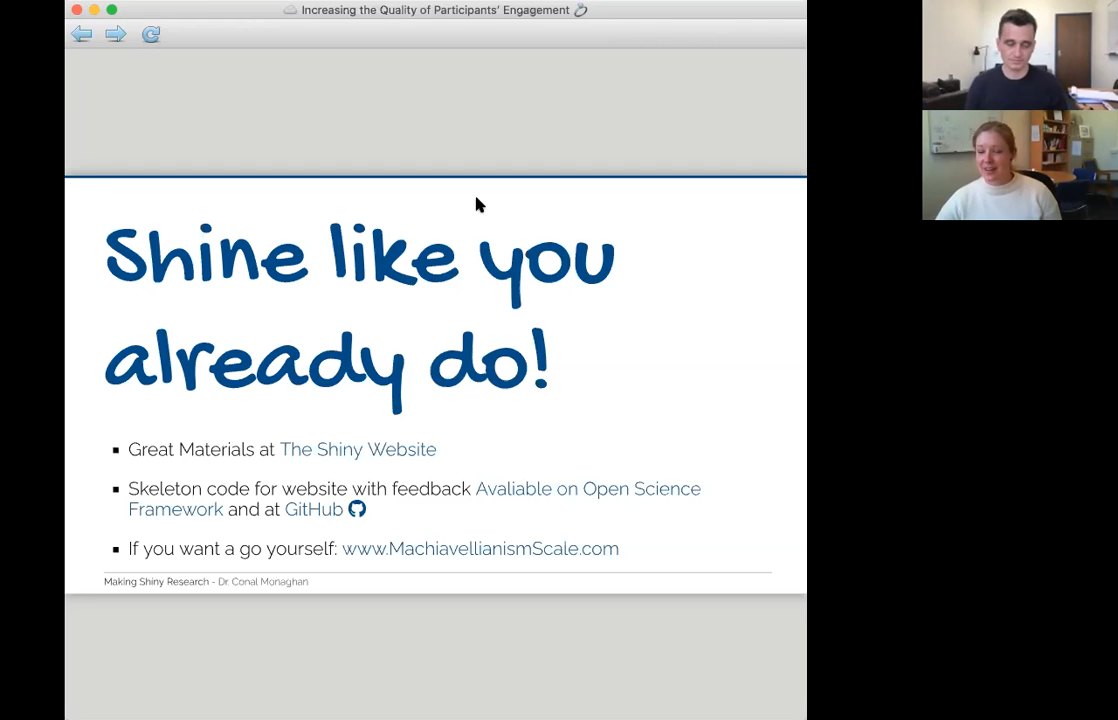 Increasing the Quality of Participants’ Engagement
Shine like you
already do!
Great Materials at The Shiny Website
Skeleton code for website with feedback Avaliable on Open Science
Framework and at GitHub
If you want a go yourself: www.MachiavellianismScale.com
Making Shiny Research - Dr. Conal Monaghan